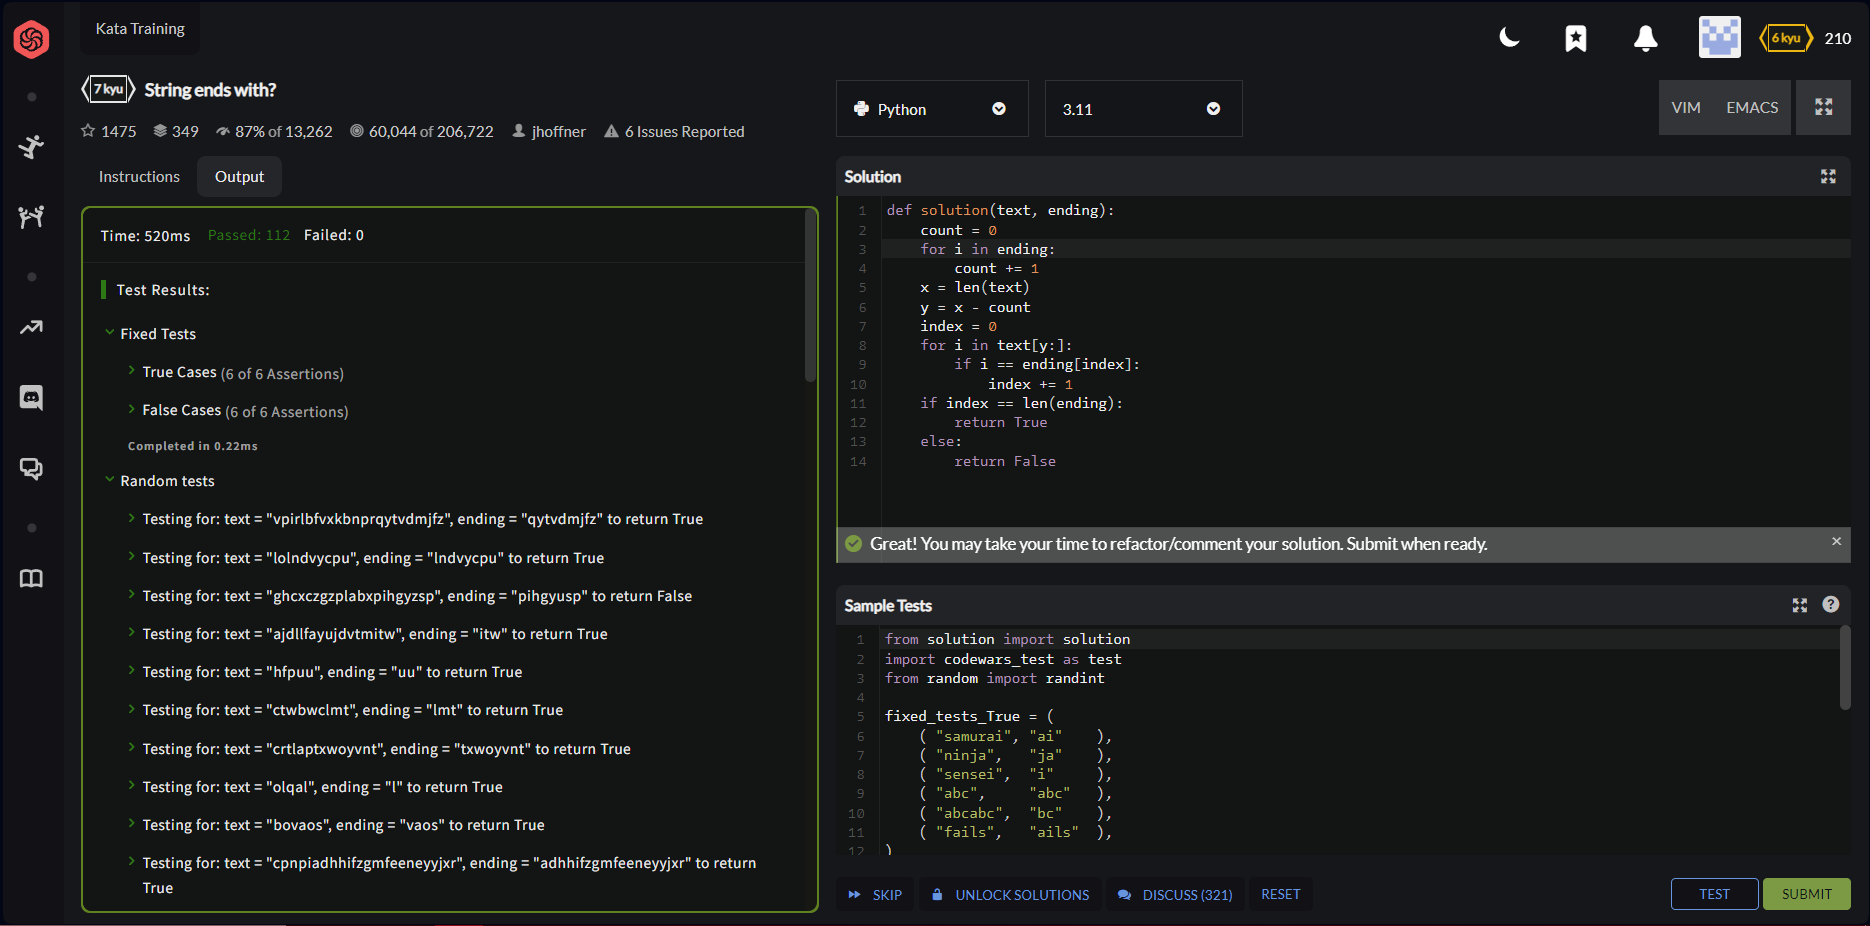 Kata Training
6 kyu 210
7 kyu String ends with?
1475 349 87% of 13,262 60,044 of 206,722 jhoffner 6 Issues Reported
Instructions Output
Time: 520ms Passed: 112 Failed: 0
Test Results:
Fixed Tests
True Cases (6 of 6 Assertions)
False Cases (6 of 6 Assertions)
Completed in 0.22ms
Random tests
Testing for: text = "vpirlbfvxkbnprqytvdmjfz", ending = "qytvdmjfz" to return True
Testing for: text = "lolndvycpu", ending = "lndvycpu" to return True
Testing for: text = "ghcxczgzplabxpihgyzsp", ending = "pihgyusp" to return False
Testing for: text = "ajdllfayujdvtmitw", ending = "itw" to return True
Testing for: text = "hfpuu", ending = "uu" to return True
Testing for: text = "ctwbwclmt", ending = "lmt" to return True
Testing for: text = "crtlaptxwoyvnt", ending = "txwoyvnt" to return True
Testing for: text = "olqal", ending = "l" to return True
Testing for: text = "bovaos", ending = "vaos" to return True
Testing for: text = "cpnpiadhhifzgmfeeneyyjxr", ending = "adhhifzgmfeeneyyjxr" to return
True
Python 3.11 VIM EMACS
Solution
1 def solution(text, ending):
2 count = 0
3 for i in ending:
4 count += 1
5 x = len(text)
6 y = x - count
7 index = 0
8 for i in text[y:]:
9 if i == ending[index]:
10 index += 1
11 if index == len(ending):
12 return True
13 else:
14 return False
Great! You may take your time to refactor/comment your solution. Submit when ready.
Sample Tests
1 from solution import solution
2 import codewars_test as test
3 from random import randint
4
5 fixed_tests_True = (
6 ( "samurai", "ai" ),
7 ( "ninja", "ja" ),
8 ( "sensei", "i" ),
9 ( "abc", "abc" ),
10 ( "abcabc", "bc" ),
11 ( "fails", "ails" ),
12 )
SKIP UNLOCK SOLUTIONS DISCUSS (321) RESET TEST SUBMIT